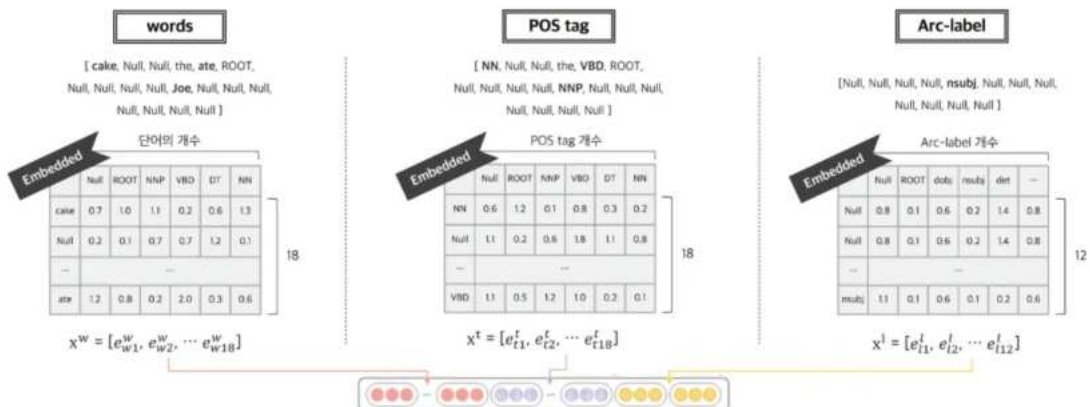 words
[ cake, Null, Null, the, ate, ROOT,
Null, Null, Null, Null, Joe, Null, Null, Null,
Null, Null, Null, Null ]
단어의 개수
Embedded
Null ROOT NNP VBD DT NN
cake 0.7 1.0 1.1 0.2 0.6 1.3
Null 0.2 0.1 0.7 0.7 1.2 0.1
... ...
ate 1.2 0.8 0.2 2.0 0.3 0.6
18
x^w = [e^w_w1, e^w_w2, ⋯ e^w_w18]
POS tag
[ NN, Null, Null, the, VBD, ROOT,
Null, Null, Null, Null, NNP, Null, Null, Null,
Null, Null, Null, Null ]
POS tag 개수
Embedded
Null ROOT NNP VBD DT NN
NN 0.6 1.2 0.1 0.8 0.3 0.2
Null 1.1 0.2 0.6 1.8 1.1 0.8
... ...
VBD 1.1 0.5 1.2 1.0 0.2 0.1
18
x^t = [e^t_t1, e^t_t2, ⋯ e^t_t18]
Arc-label
[Null, Null, Null, Null, nsubj, Null, Null, Null,
Null, Null, Null, Null ]
Arc-label 개수
Embedded
Null ROOT dobj nsubj det ...
Null 0.8 0.1 0.6 0.2 1.4 0.8
Null 0.8 0.1 0.6 0.2 1.4 0.8
... ...
nsubj 1.1 0.1 0.6 0.1 0.2 0.6
12
x^l = [e^l_l1, e^l_l2, ⋯ e^l_l12]